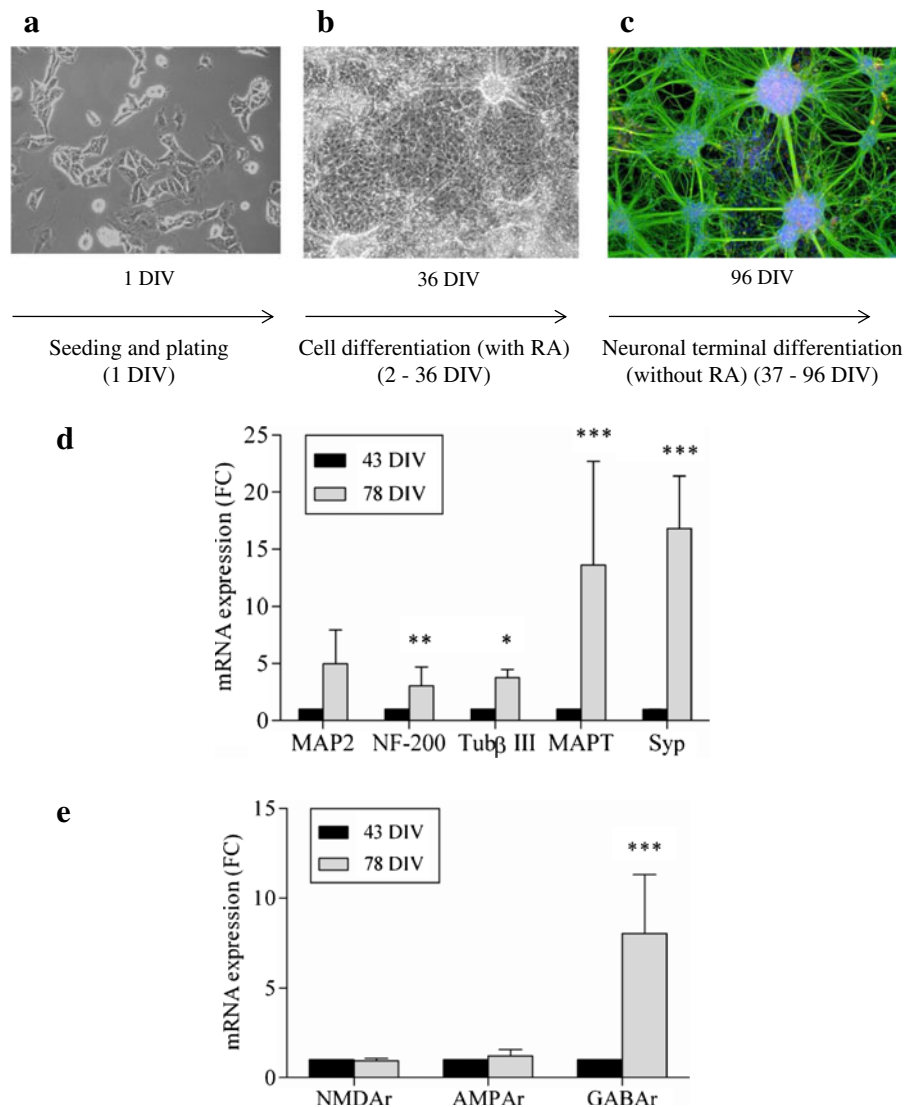 a
b
c
1 DIV
36 DIV
96 DIV
Seeding and plating
(1 DIV)
Cell differentiation (with RA)
(2 - 36 DIV)
Neuronal terminal differentiation
(without RA) (37 - 96 DIV)
d
mRNA expression (FC)
25
20
15
10
5
0
43 DIV
78 DIV
**
*
***
***
MAP2 NF-200 Tubβ III MAPT Syp
e
mRNA expression (FC)
15
10
5
0
43 DIV
78 DIV
***
NMDAr AMPAr GABAr